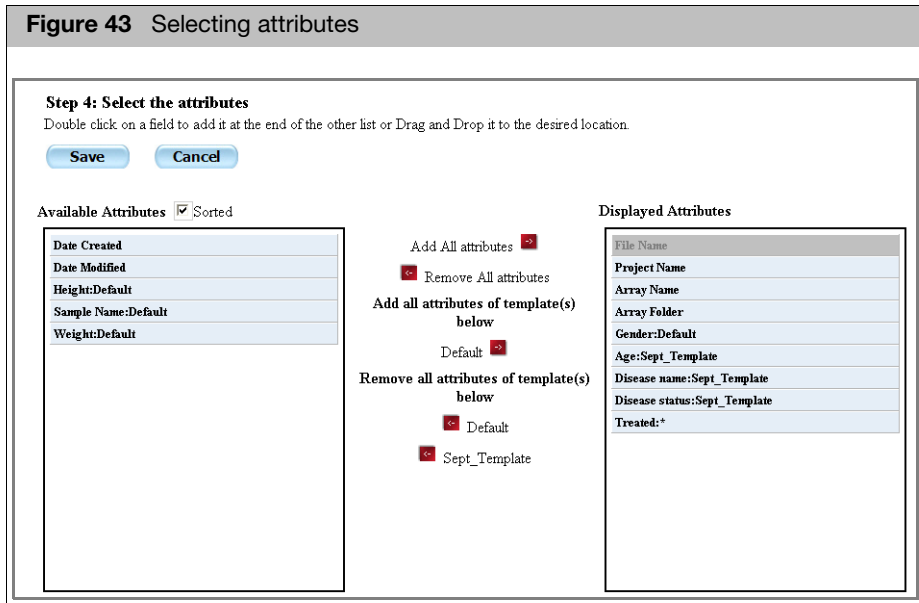 Figure 43 Selecting attributes
Step 4: Select the attributes
Double click on a field to add it at the end of the other list or Drag and Drop it to the desired location.
Save Cancel
Available Attributes Sorted
Date Created
Date Modified
Height:Default
Sample Name:Default
Weight:Default
Add All attributes
Remove All attributes
Add all attributes of template(s)
below
Default
Remove all attributes of template(s)
below
Default
Sept_Template
Displayed Attributes
File Name
Project Name
Array Name
Array Folder
Gender:Default
Age:Sept_Template
Disease name:Sept_Template
Disease status:Sept_Template
Treated:*